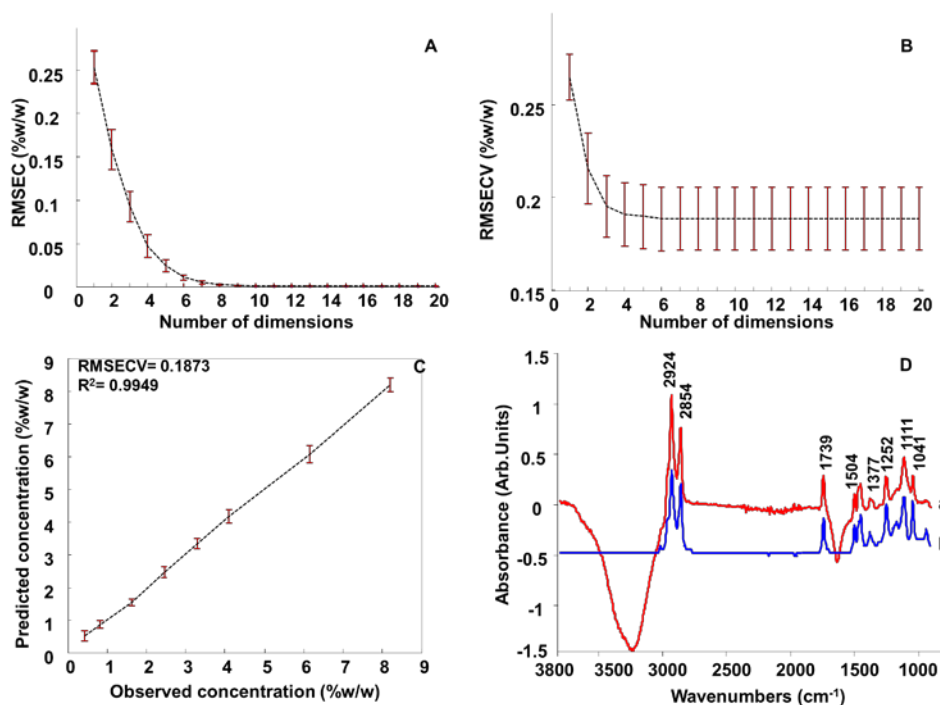 A
RMSEC (%w/w)
0.25
0.2
0.15
0.1
0.05
0
0 2 4 6 8 10 12 14 16 18 20
Number of dimensions
B
RMSECV (%w/w)
0.25
0.2
0.15
0 2 4 6 8 10 12 14 16 18 20
Number of dimensions
C
RMSECV= 0.1873
R²= 0.9949
Predicted concentration (%w/w)
9
8
7
6
5
4
3
2
1
0
0 1 2 3 4 5 6 7 8 9
Observed concentration (%w/w)
D
Absorbance (Arb.Units)
1.5
1
0.5
0
-0.5
-1
-1.5
2924
2854
1739
1504
1377
1252
1111
1041
3800 3000 2000 1500 1000
Wavenumbers (cm⁻¹)